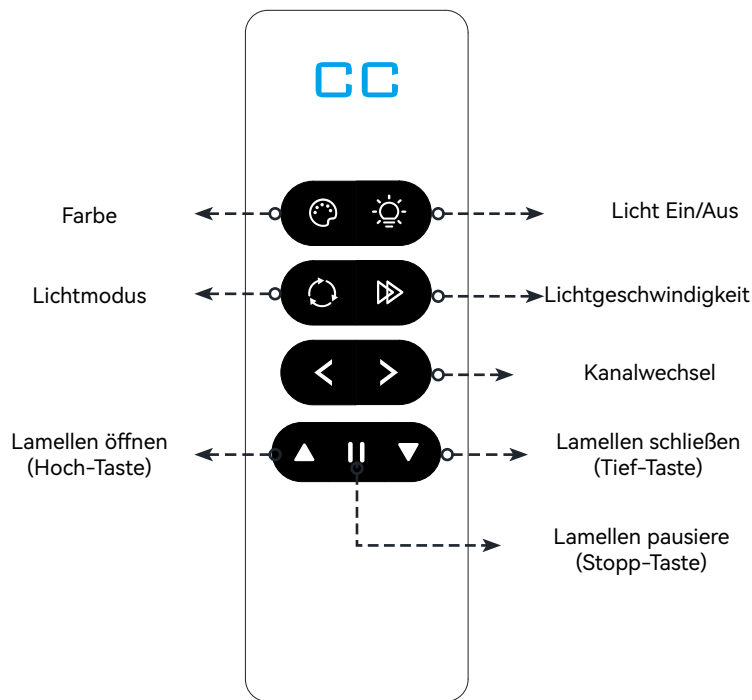 CC
Farbe
Licht Ein/Aus
Lichtmodus
Lichtgeschwindigkeit
Kanalwechsel
Lamellen öffnen
(Hoch-Taste)
Lamellen schließen
(Tief-Taste)
Lamellen pausiere
(Stopp-Taste)